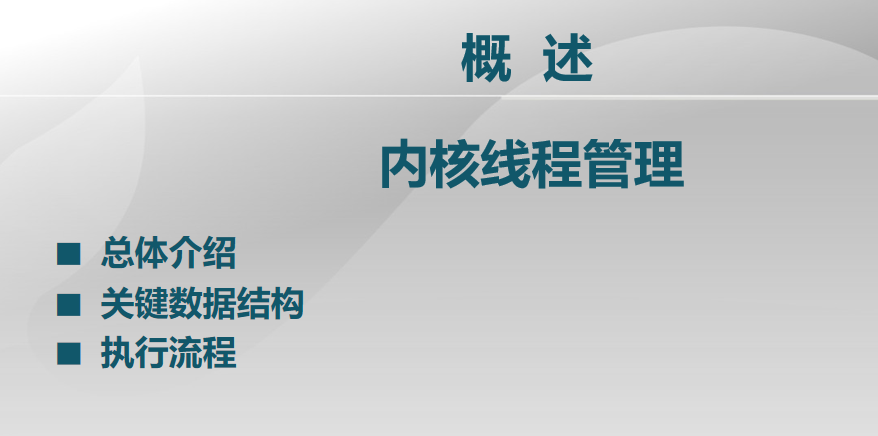 概 述
内核线程管理
■ 总体介绍
■ 关键数据结构
■ 执行流程